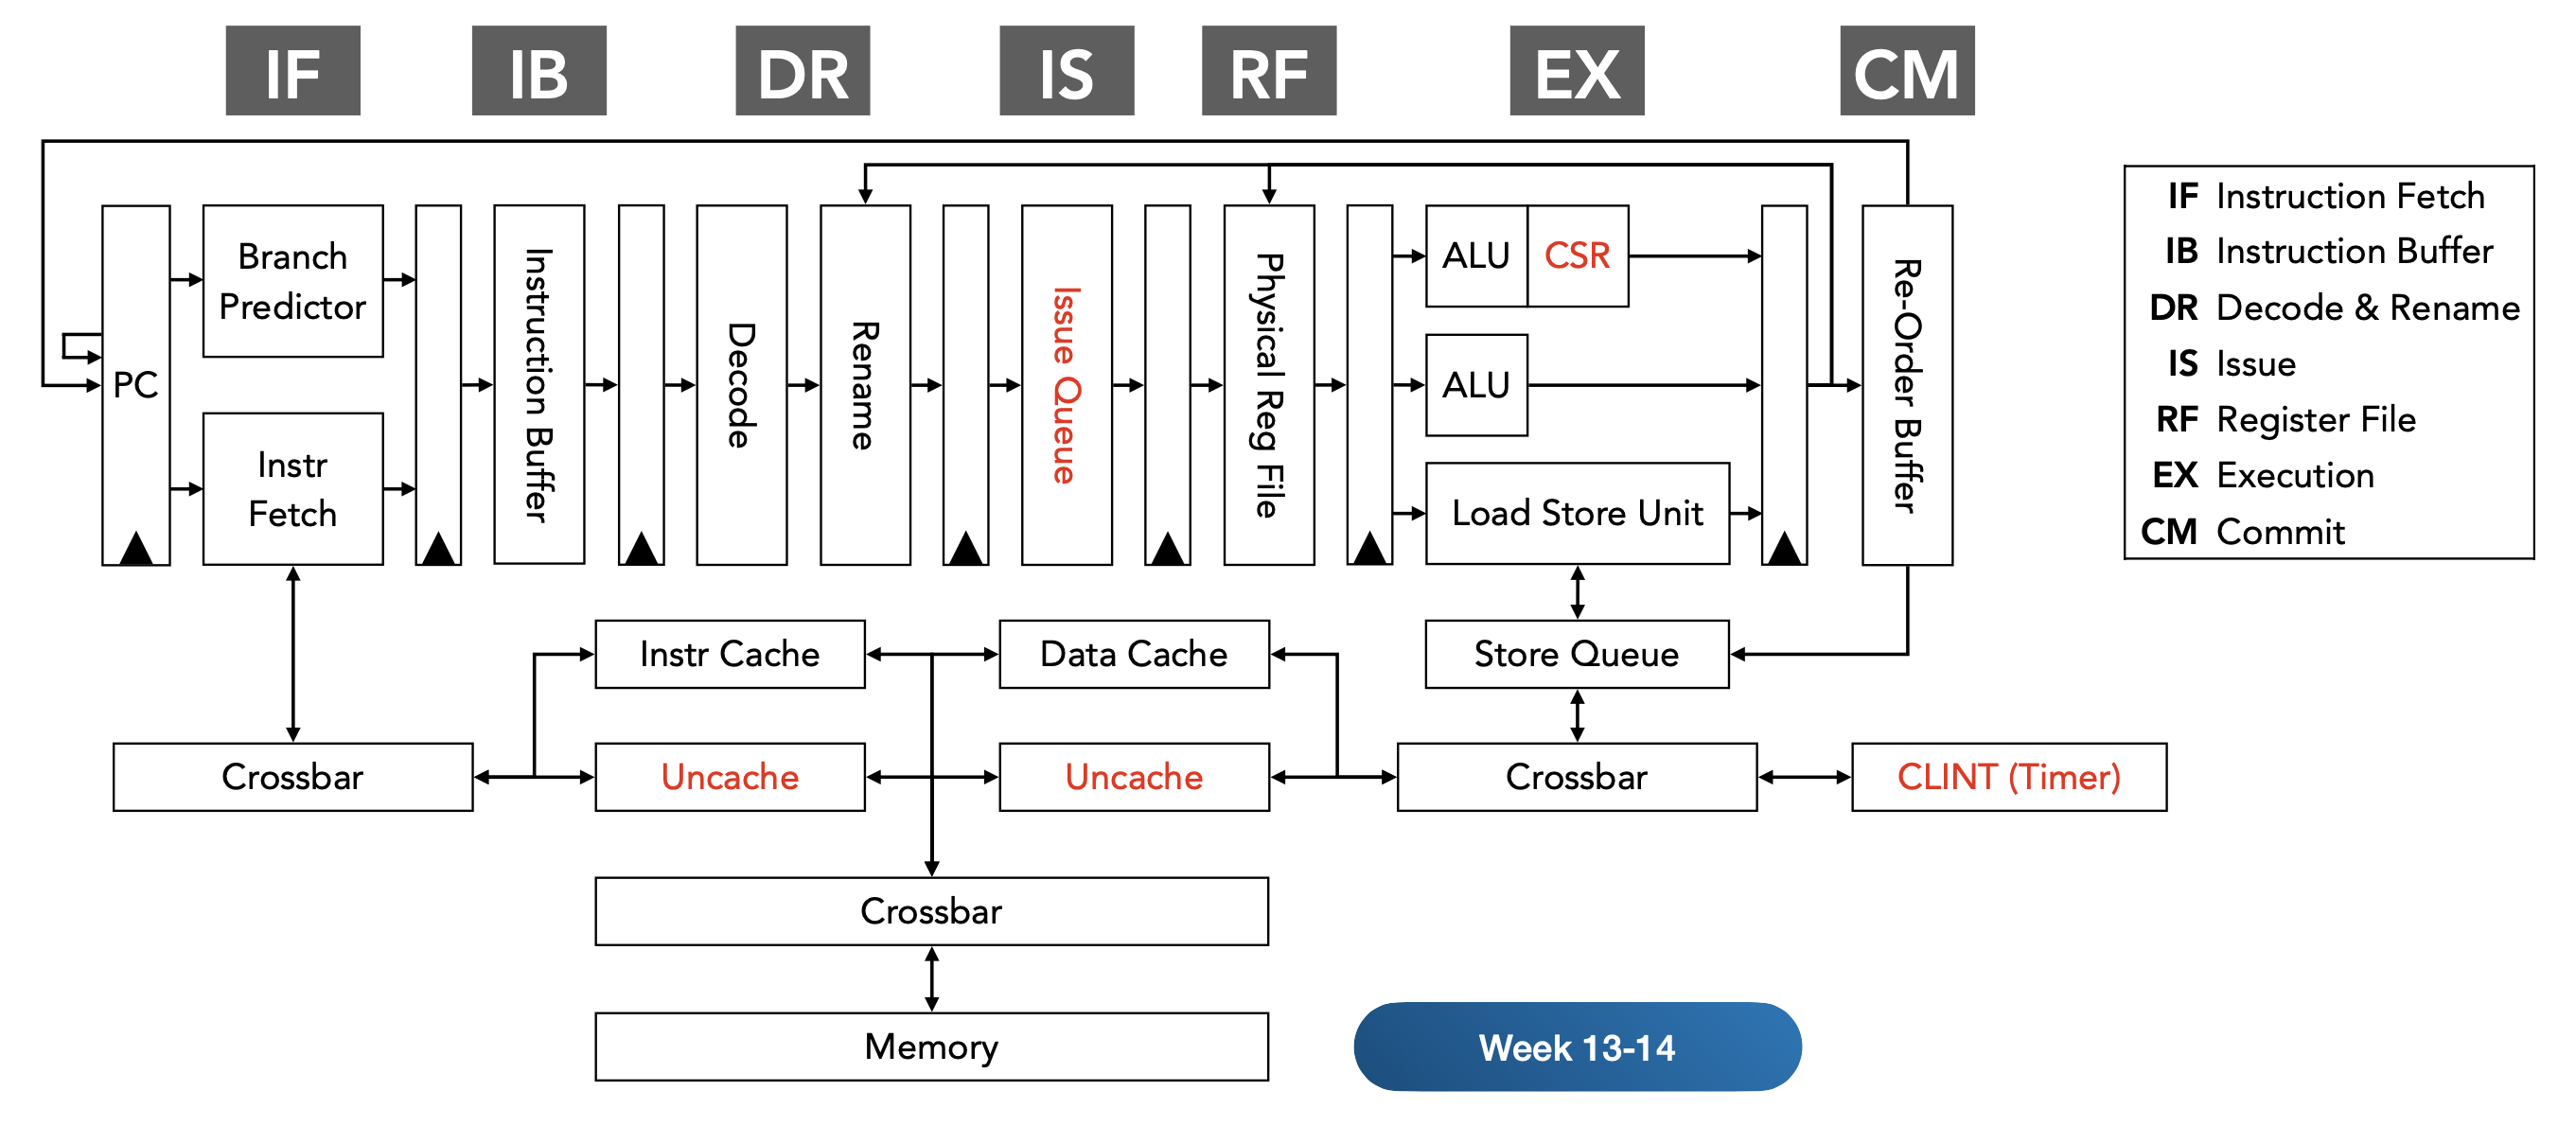 IF IB DR IS RF EX CM
IF Instruction Fetch
IB Instruction Buffer
DR Decode & Rename
IS Issue
RF Register File
EX Execution
CM Commit
PC
Branch
Predictor
Instr
Fetch
Instruction Buffer
Decode
Rename
Issue Queue
Physical Reg File
ALU CSR
ALU
Load Store Unit
Re-Order Buffer
Instr Cache
Data Cache
Store Queue
Crossbar
Uncache
Uncache
Crossbar
CLINT (Timer)
Crossbar
Memory
Week 13-14